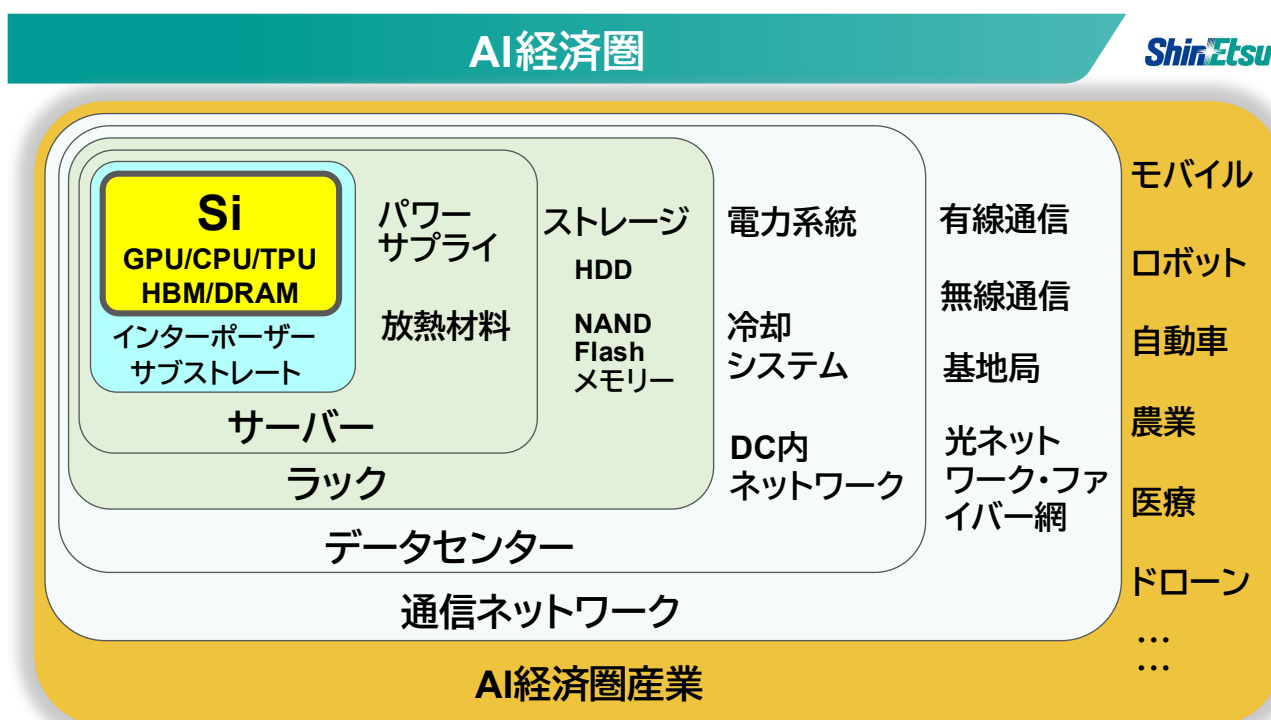 AI経済圏
ShinEtsu
Si
GPU/CPU/TPU
HBM/DRAM
インターポーザー
サブストレート
パワー
サプライ
放熱材料
サーバー
ストレージ
HDD
NAND
Flash
メモリー
ラック
電力系統
冷却
システム
DC内
ネットワーク
データセンター
有線通信
無線通信
基地局
光ネット
ワーク・ファ
イバー網
通信ネットワーク
モバイル
ロボット
自動車
農業
医療
ドローン
…
…
AI経済圏産業